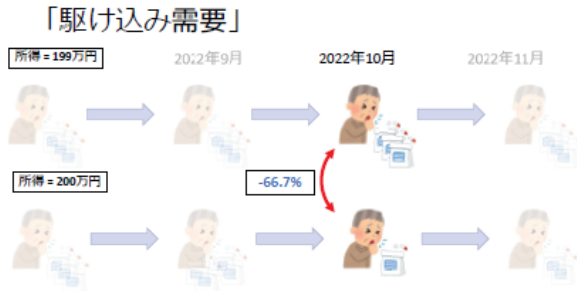 「駆け込み需要」
所得 = 199万円
2022年9月
2022年10月
2022年11月
所得 = 200万円
-66.7%